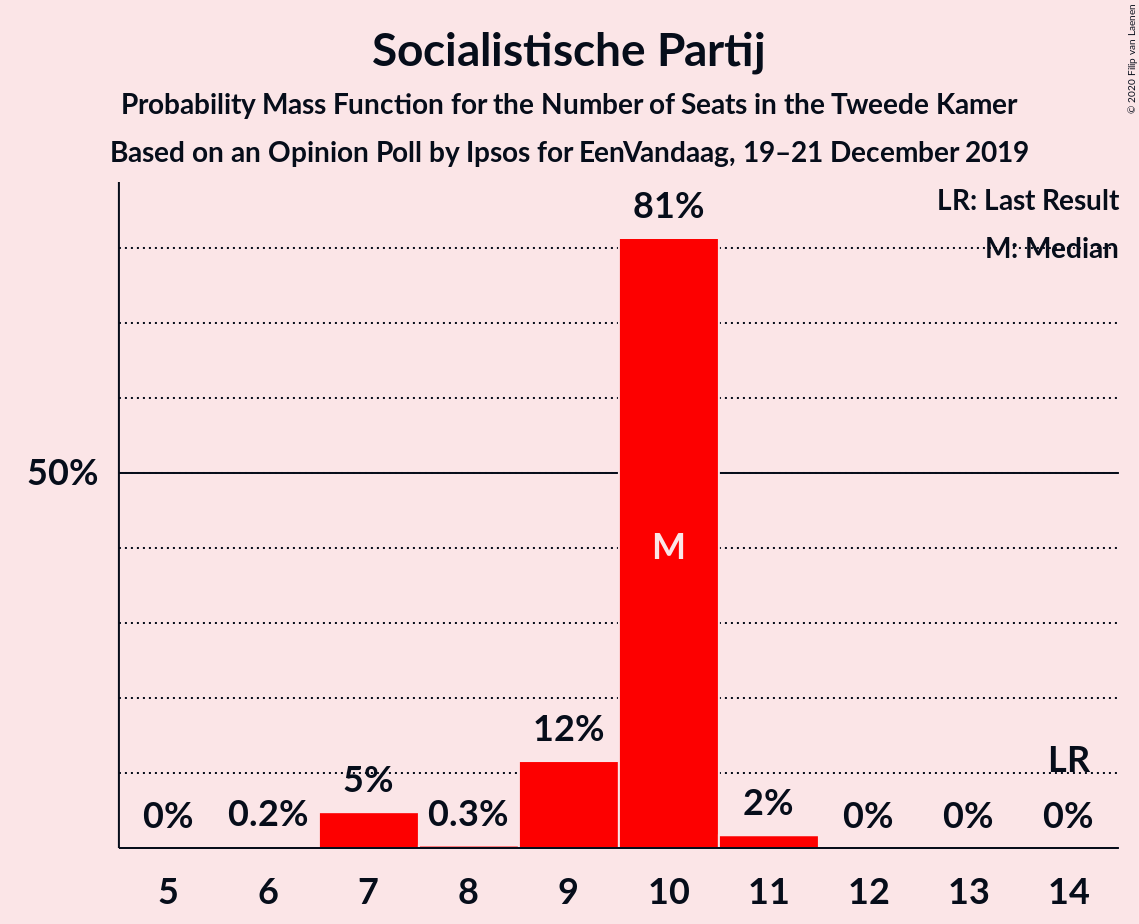 Socialistische Partij
Probability Mass Function for the Number of Seats in the Tweede Kamer
Based on an Opinion Poll by Ipsos for EenVandaag, 19–21 December 2019
© 2020 Filip van Laenen
LR: Last Result
M: Median
81%
50%
M
12%
LR
5%
2%
0%
0.2%
0.3%
0%
0%
0%
5 6 7 8 9 10 11 12 13 14